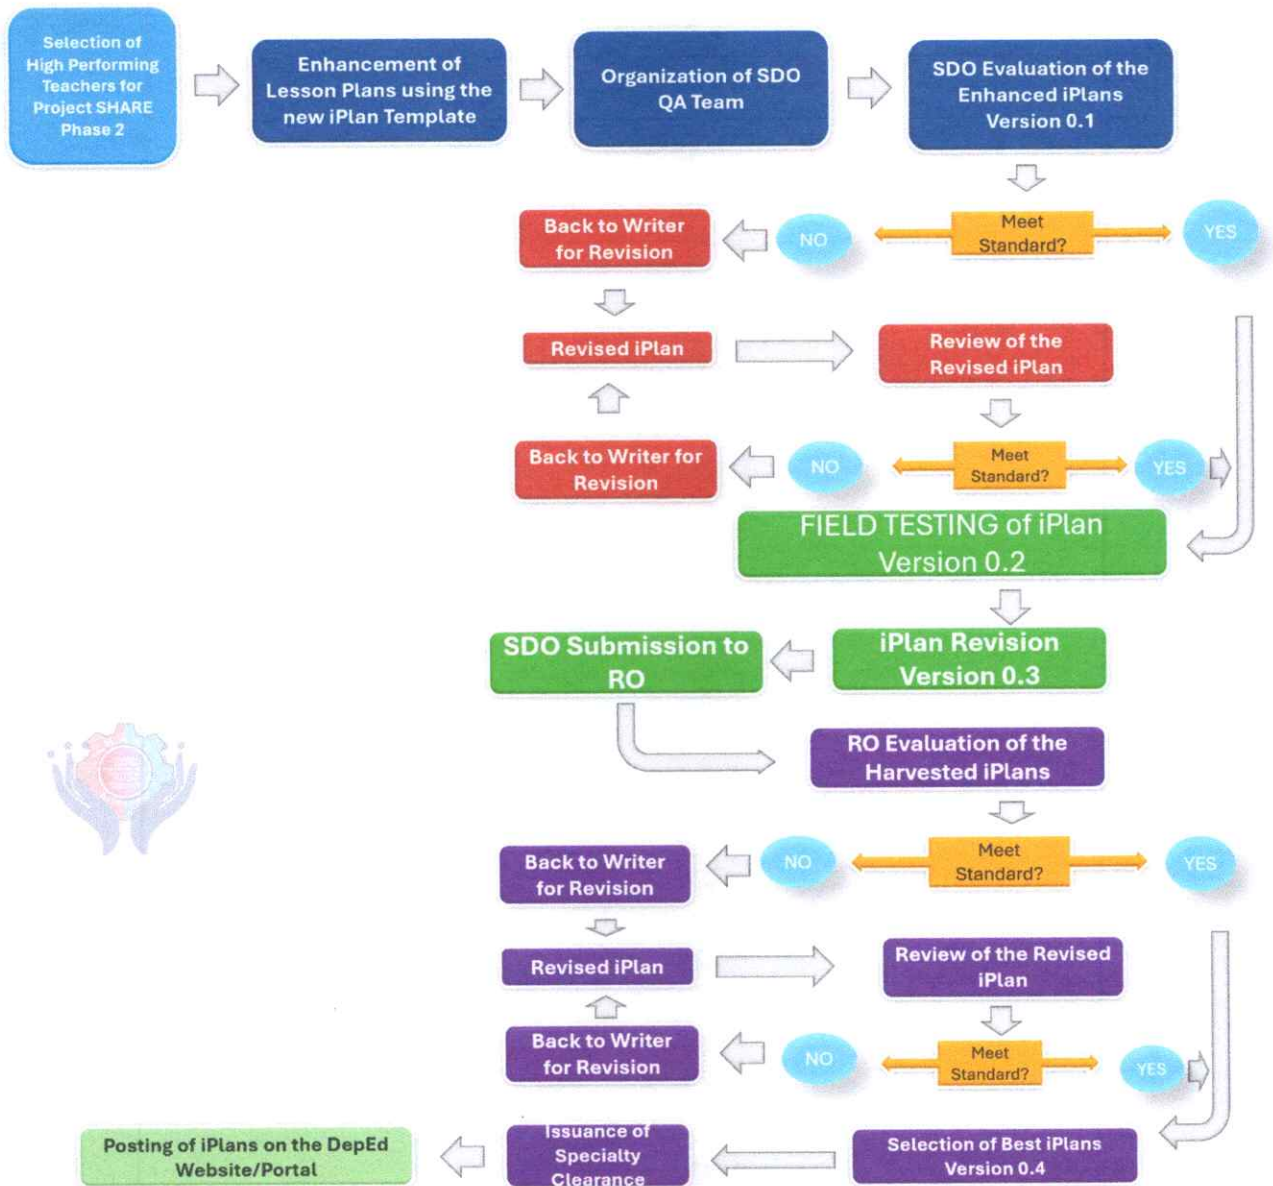 Selection of
High Performing
Teachers for
Project SHARE
Phase 2
Enhancement of
Lesson Plans using the
new iPlan Template
Organization of SDO
QA Team
SDO Evaluation of the
Enhanced iPlans
Version 0.1
Back to Writer
for Revision
NO
Meet
Standard?
YES
Revised iPlan
Review of the
Revised iPlan
Back to Writer for
Revision
NO
Meet
Standard?
YES
FIELD TESTING of iPlan
Version 0.2
SDO Submission to
RO
iPlan Revision
Version 0.3
RO Evaluation of the
Harvested iPlans
Back to Writer
for Revision
NO
Meet
Standard?
YES
Revised iPlan
Review of the Revised
iPlan
Back to Writer
for Revision
NO
Meet
Standard?
YES
Posting of iPlans on the DepEd
Website/Portal
Issuance of
Specialty
Clearance
Selection of Best iPlans
Version 0.4